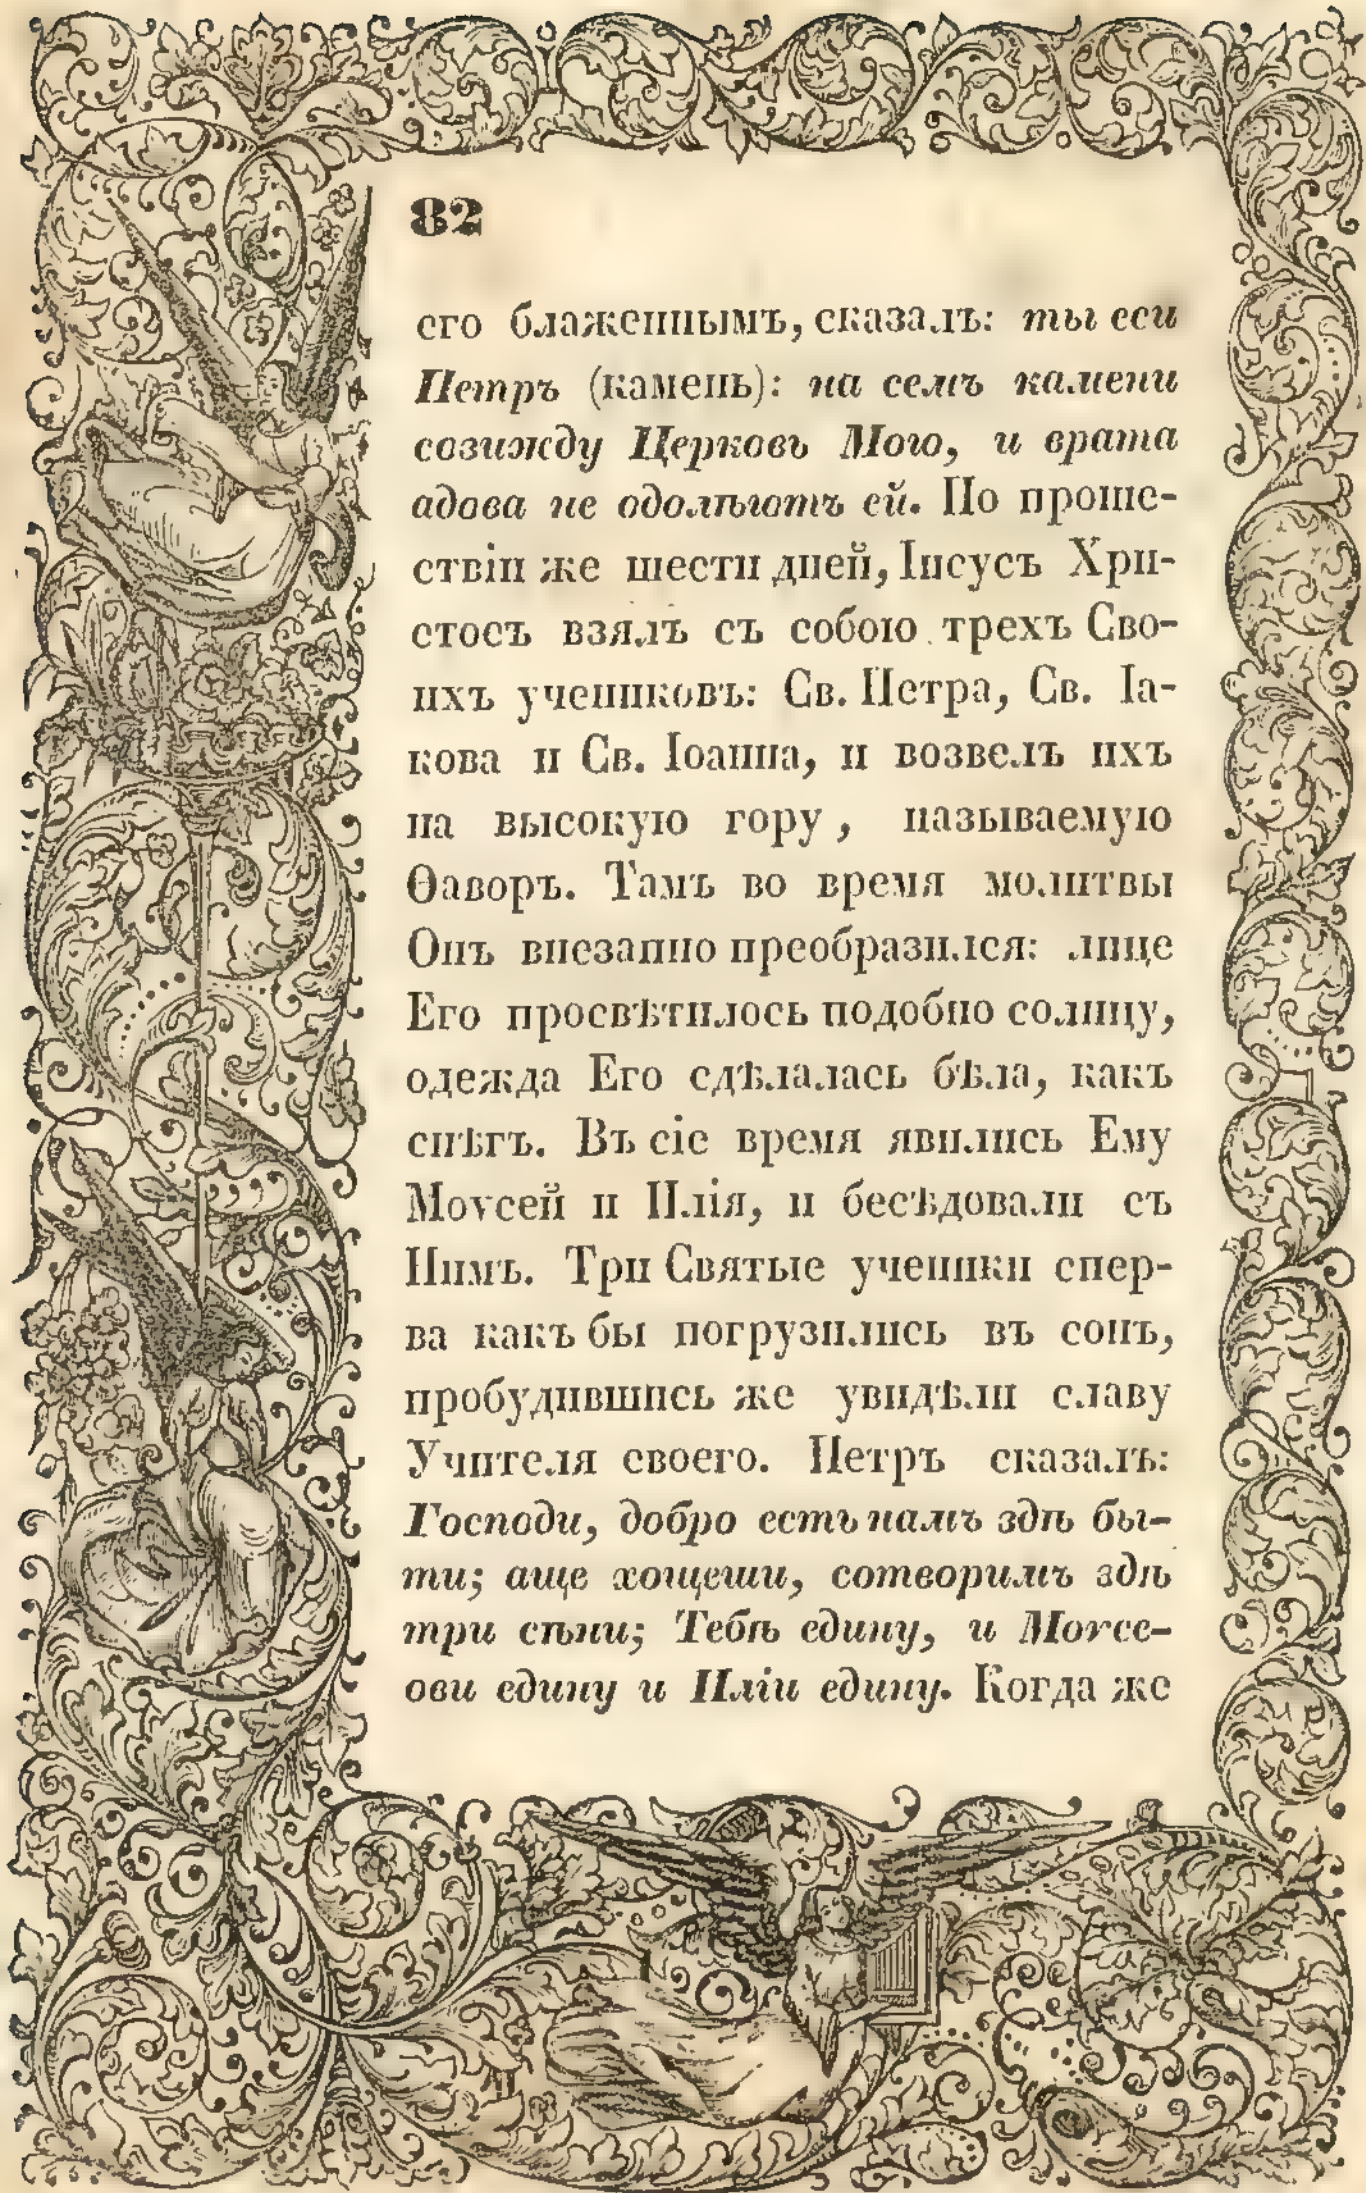 82
его блаженнымъ, сказалъ: ты еси
Петръ (камень): на семъ камени
созижду Церковь Мою, и врата
адова не одолѣютъ ей. По проше-
ствіи же шести дней, Іисусъ Хри-
стосъ взялъ съ собою трехъ Сво-
ихъ учениковъ: Св. Петра, Св. Іа-
кова и Св. Іоанна, и возвелъ ихъ
на высокую гору, называемую
Ѳаворъ. Тамъ во время молитвы
Онъ внезапно преобразился: лице
Его просвѣтилось подобно солнцу,
одежда Его сдѣлалась бѣла, какъ
снѣгъ. Въ сіе время явились Ему
Моѵсей и Илія, и бесѣдовали съ
Нимъ. Три Святые ученики спер-
ва какъ бы погрузились въ сонъ,
пробудившись же увидѣли славу
Учителя своего. Петръ сказалъ:
Господи, добро есть намъ здѣ бы-
ти; аще хощеши, сотворимъ здѣ
три сѣни; Тебѣ едину, и Моѵсе-
ови едину и Иліи едину. Когда же